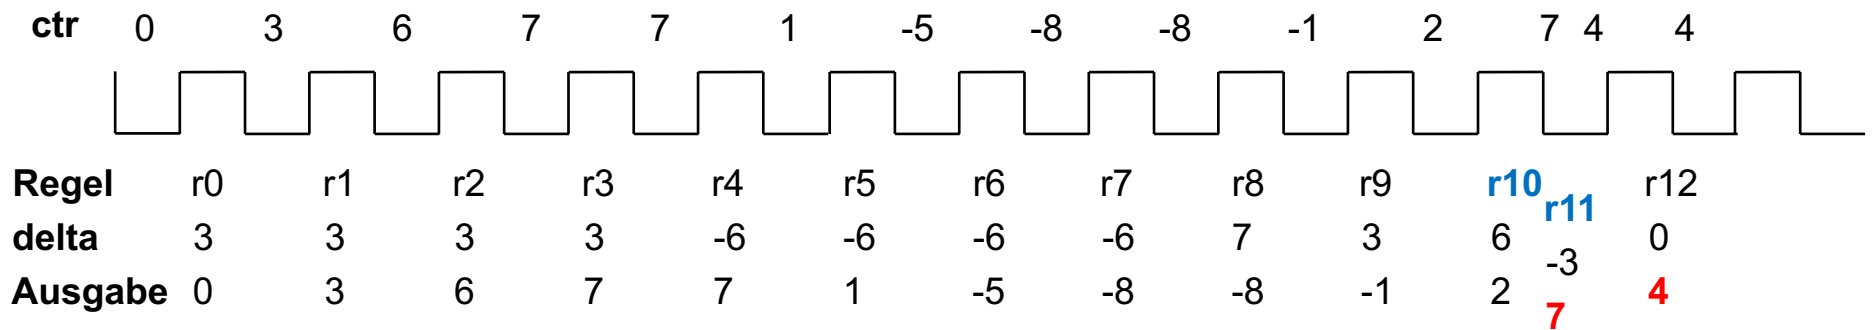 ctr 0 3 6 7 7 1 -5 -8 -8 -1 2 7 4 4
Regel r0 r1 r2 r3 r4 r5 r6 r7 r8 r9 r10 r11 r12
delta 3 3 3 3 -6 -6 -6 -6 7 3 6 -3 0
Ausgabe 0 3 6 7 7 1 -5 -8 -8 -1 2 7 4